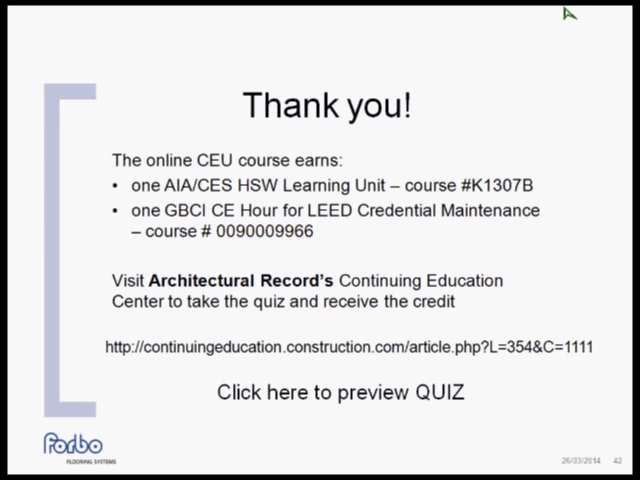 Thank you!
The online CEU course earns:
• one AIA/CES HSW Learning Unit – course #K1307B
• one GBCI CE Hour for LEED Credential Maintenance
– course # 0090009966
Visit Architectural Record's Continuing Education
Center to take the quiz and receive the credit
http://continuingeducation.construction.com/article.php?L=354&C=1111
Click here to preview QUIZ
Forbo
FLOORING SYSTEMS
26/03/2014 42